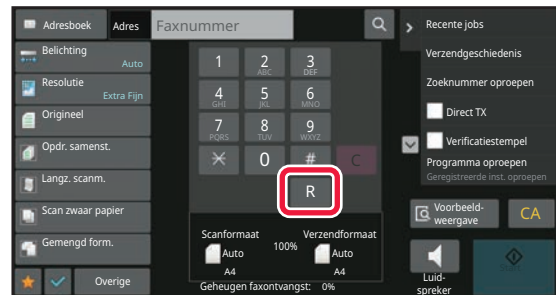 Adresboek
Adres
Faxnummer
Recente jobs
Belichting
Auto
Resolutie
Extra Fijn
Origineel
Opdr. samenst.
Langz. scanm.
Scan zwaar papier
Gemengd form.
Overige
1
2
ABC
3
DEF
4
GHI
5
JKL
6
MNO
7
PQRS
8
TUV
9
WXYZ
0
#
C
R
Scanformaat
Auto
A4
100%
Verzendformaat
Auto
A4
Geheugen faxontvangst: 0%
Verzendgeschiedenis
Zoeknummer oproepen
Direct TX
Verificatiestempel
Programma oproepen
Geregistreerde inst. oproepen
Voorbeeld-
weergave
CA
Luid-
spreker
Start